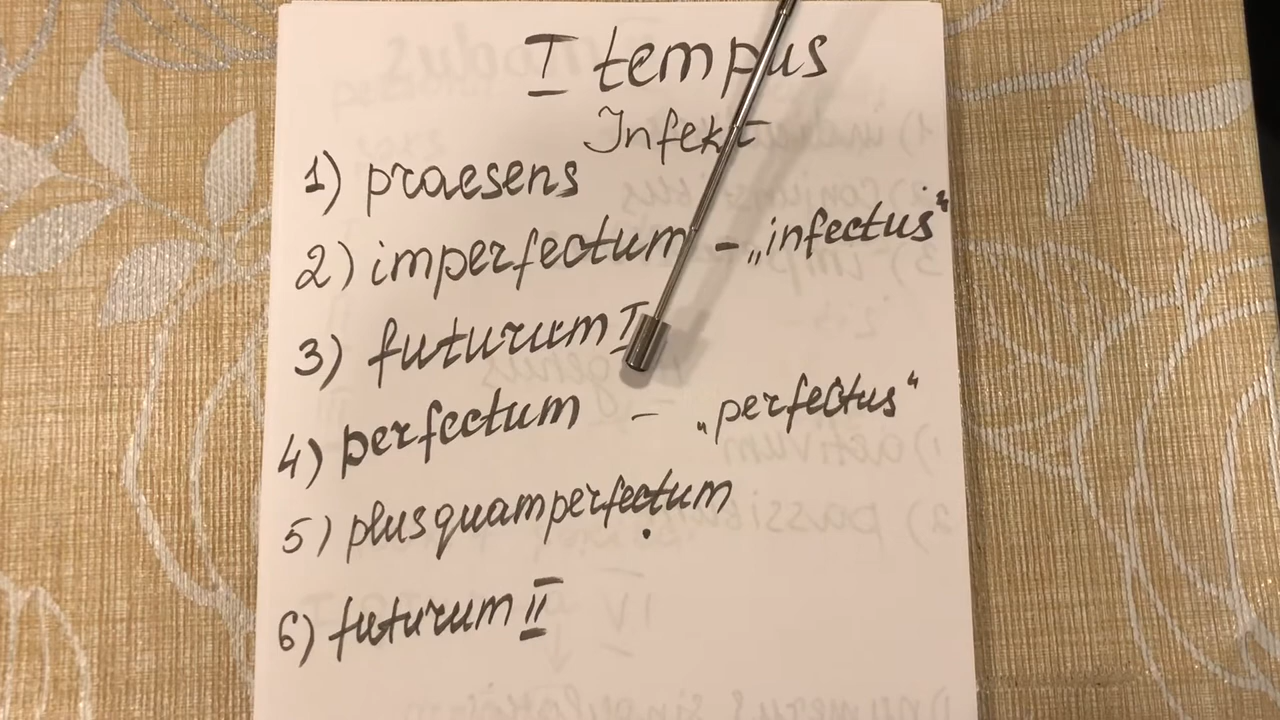 I tempus
Infekt
1) praesens
2) imperfectum - „infectus“
3) futurum I
4) perfectum - „perfectus“
5) plusquamperfectum
6) futurum II